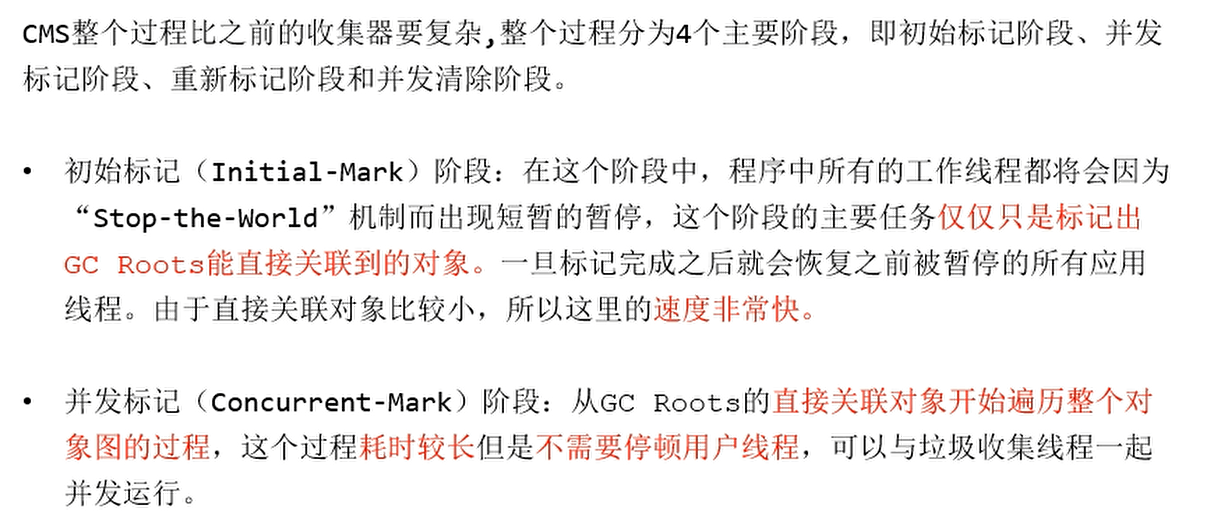 CMS整个过程比之前的收集器要复杂,整个过程分为4个主要阶段，即初始标记阶段、并发
标记阶段、重新标记阶段和并发清除阶段。
• 初始标记（Initial-Mark）阶段：在这个阶段中，程序中所有的工作线程都将会因为
“Stop-the-World”机制而出现短暂的暂停，这个阶段的主要任务仅仅只是标记出
GC Roots能直接关联到的对象。一旦标记完成之后就会恢复之前被暂停的所有应用
线程。由于直接关联对象比较小，所以这里的速度非常快。
• 并发标记（Concurrent-Mark）阶段：从GC Roots的直接关联对象开始遍历整个对
象图的过程，这个过程耗时较长但是不需要停顿用户线程，可以与垃圾收集线程一起
并发运行。